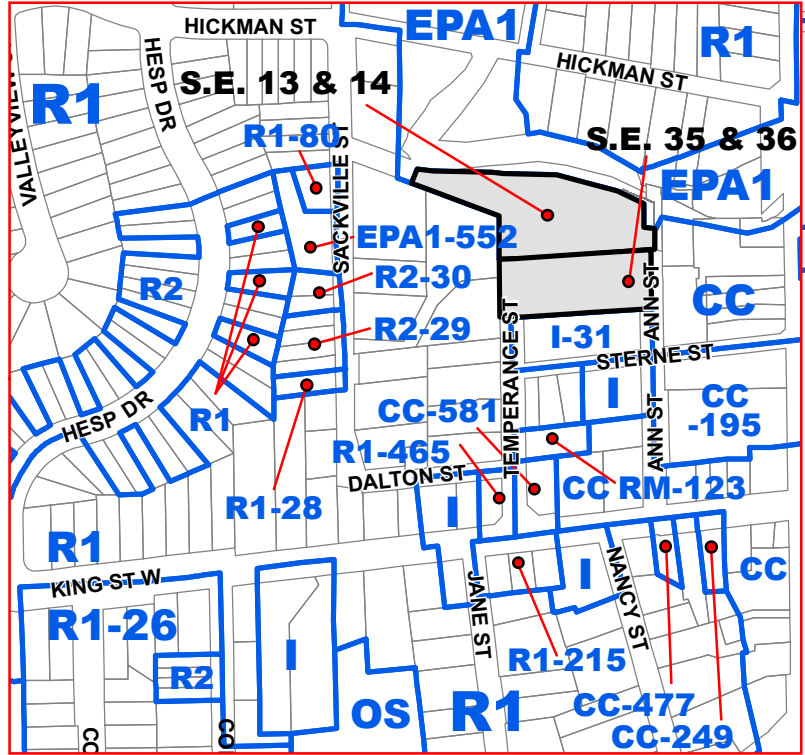 HICKMAN ST
EPA1
R1
HICKMAN ST
HESP DR
VALLEYVIEW
R1
S.E. 13 & 14
R1-80
S.E. 35 & 36
SACKVILLE ST
EPA1
EPA1-552
R2
R2-30
ANN ST
CC
R2-29
TEMPERANCE ST
I-31
STERNE ST
R1
HESP DR
CC-581
I
CC
-195
ANN ST
R1-465
DALTON ST
CC
RM-123
R1-28
I
R1
KING ST W
JANE ST
I
NANCY ST
CC
R1-26
R2
I
R1-215
OS
R1
CC-477
CC-249
CO
CO